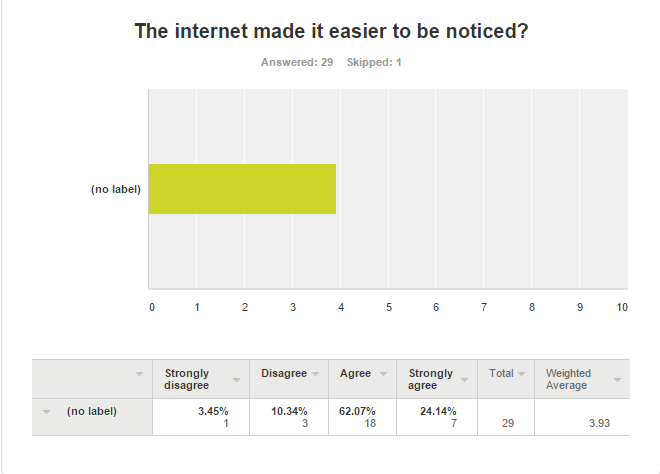 The internet made it easier to be noticed?
Answered: 29 Skipped: 1
(no label)
0 1 2 3 4 5 6 7 8 9 10
Strongly disagree Disagree Agree Strongly agree Total Weighted Average
(no label) 3.45% 10.34% 62.07% 24.14%
1 3 18 7 29 3.93